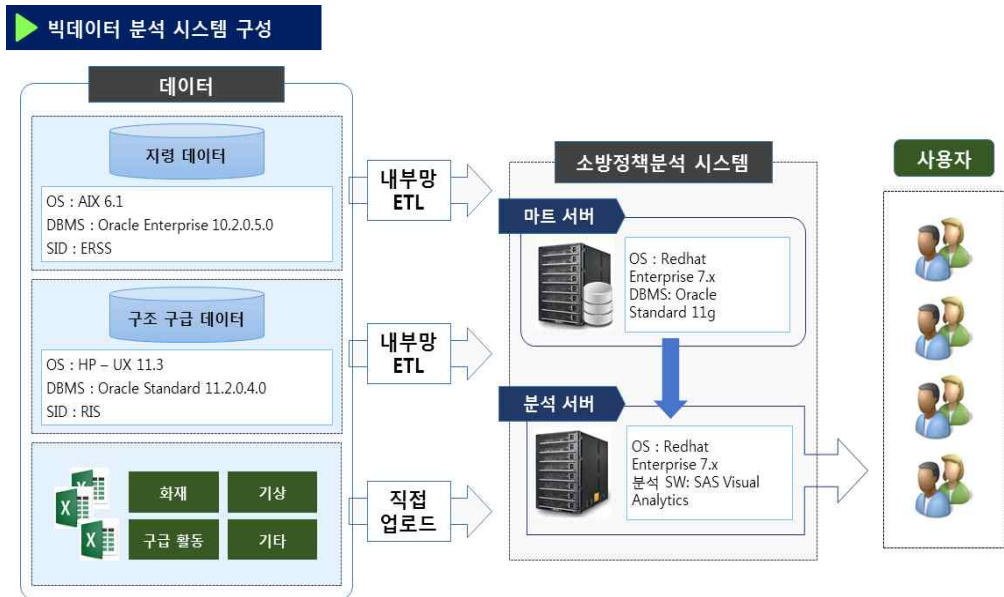 빅데이터 분석 시스템 구성
데이터
지령 데이터
OS : AIX 6.1
DBMS : Oracle Enterprise 10.2.0.5.0
SID : ERSS
구조 구급 데이터
OS : HP – UX 11.3
DBMS : Oracle Standard 11.2.0.4.0
SID : RIS
화재
기상
구급 활동
기타
내부망
ETL
내부망
ETL
직접
업로드
소방정책분석 시스템
마트 서버
OS : Redhat
Enterprise 7.x
DBMS: Oracle
Standard 11g
분석 서버
OS : Redhat
Enterprise 7.x
분석 SW: SAS Visual
Analytics
사용자